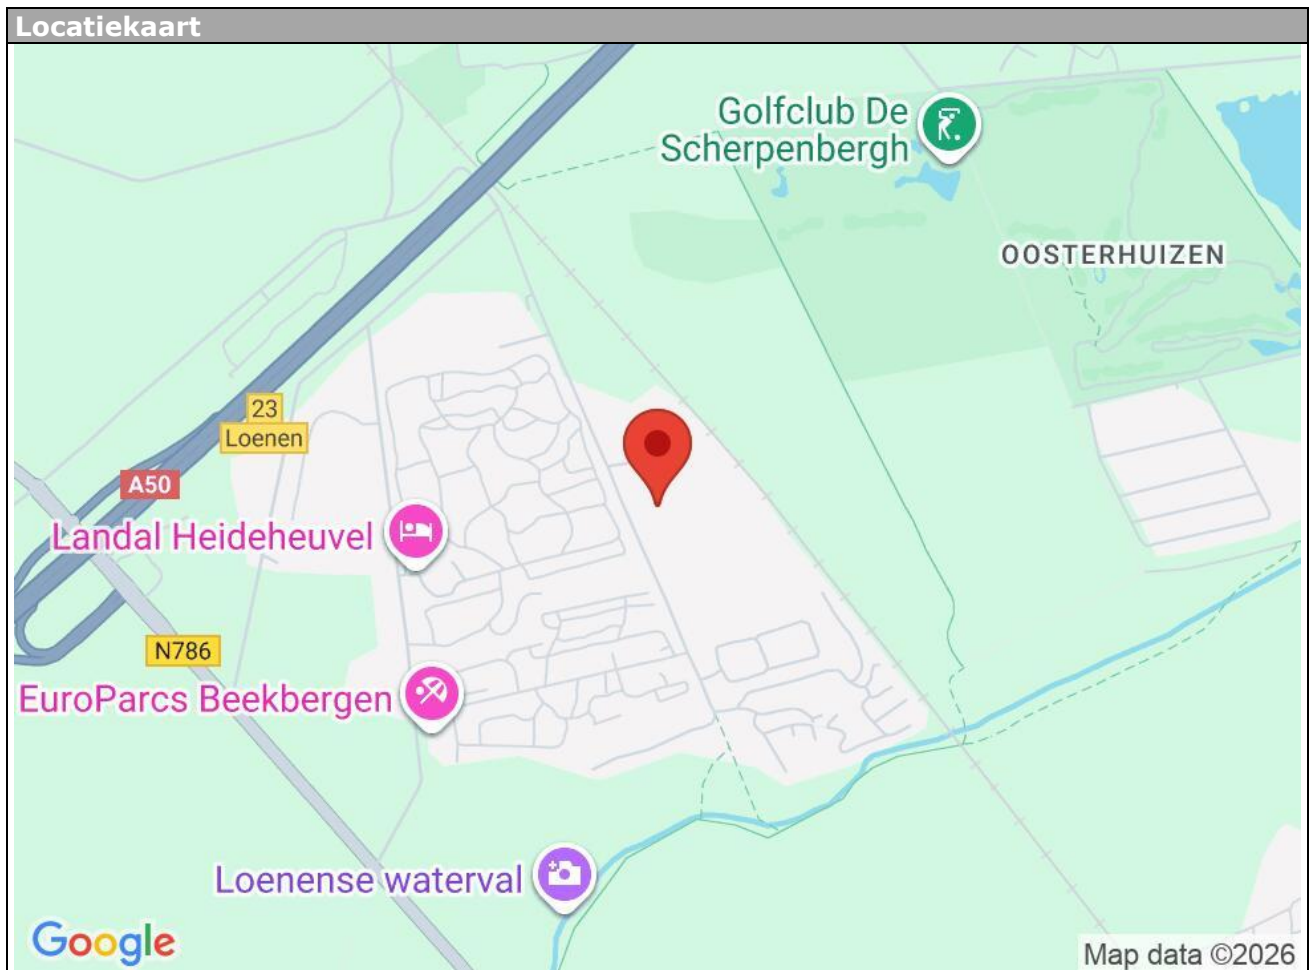 Locatiekaart
Golfclub De
Scherpenbergh
OOSTERHUIZEN
23
Loenen
A50
Landal Heideheuvel
N786
EuroParcs Beekbergen
Loenense waterval
Google
Map data ©2026